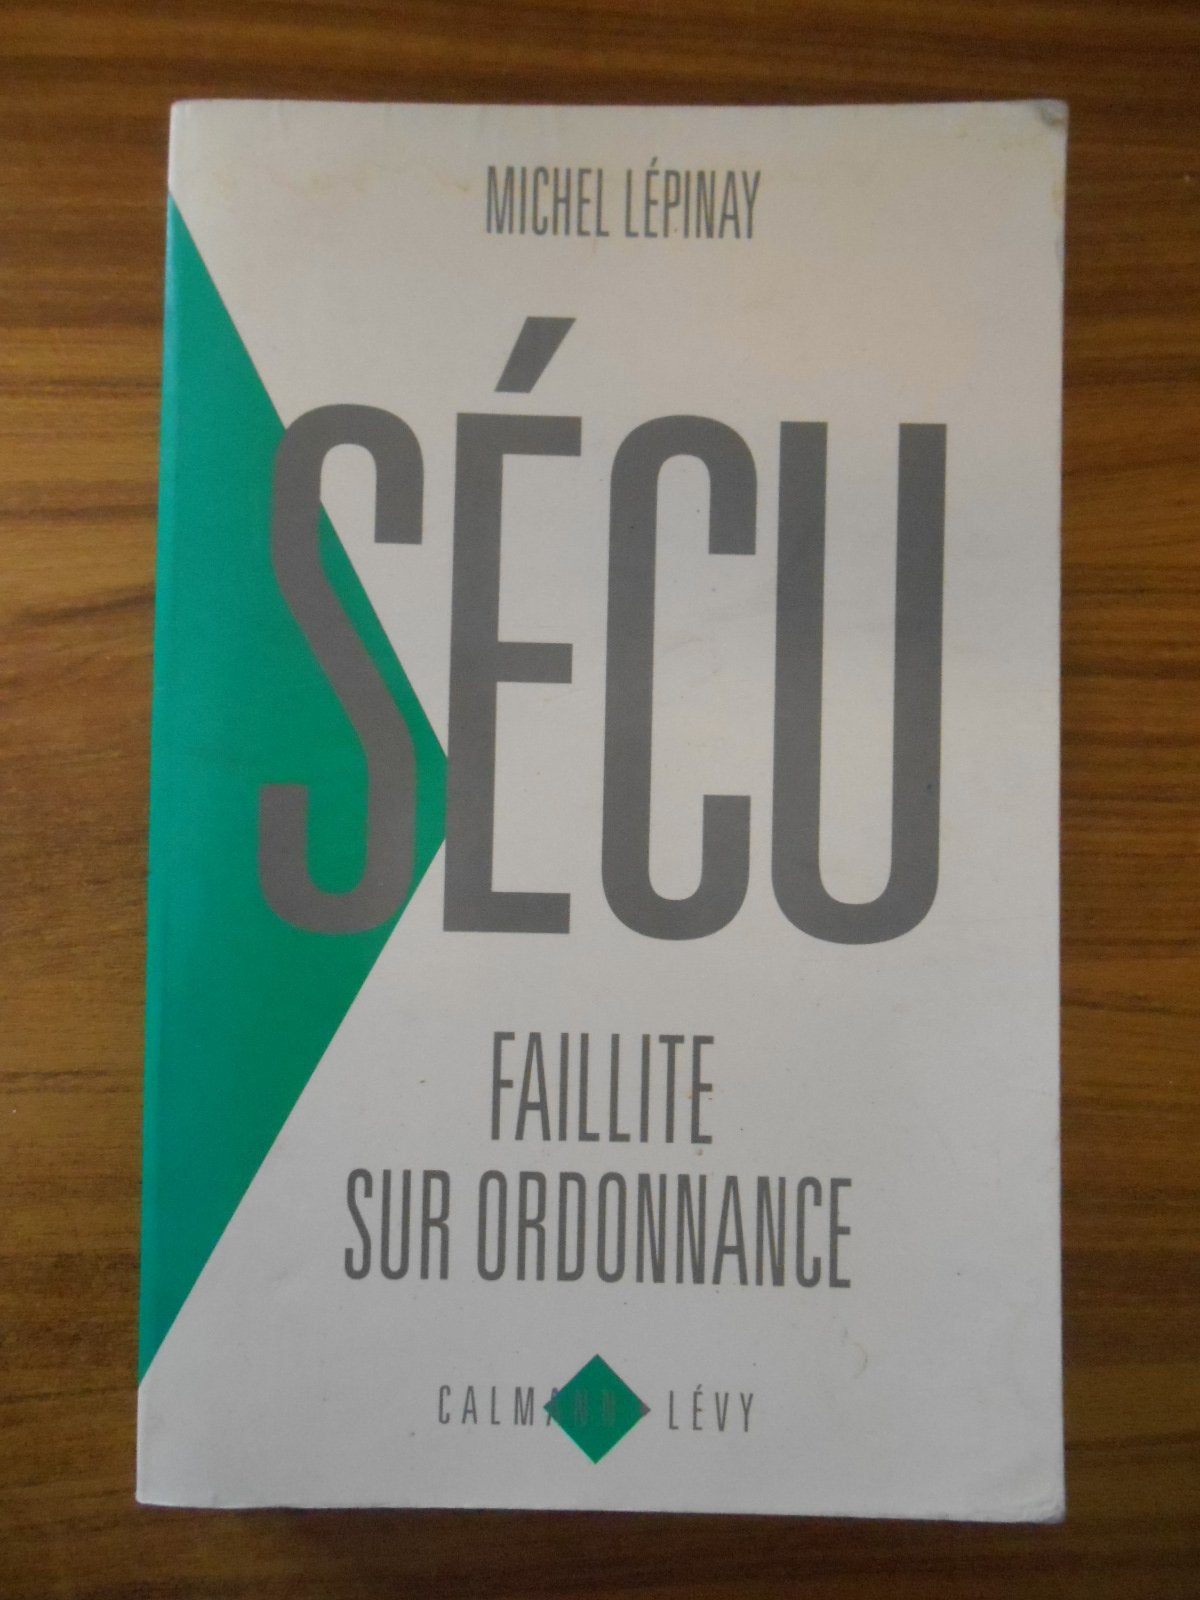 MICHEL LÉPINAY
SÉCU
FAILLITE
SUR ORDONNANCE
CALMANN-LÉVY